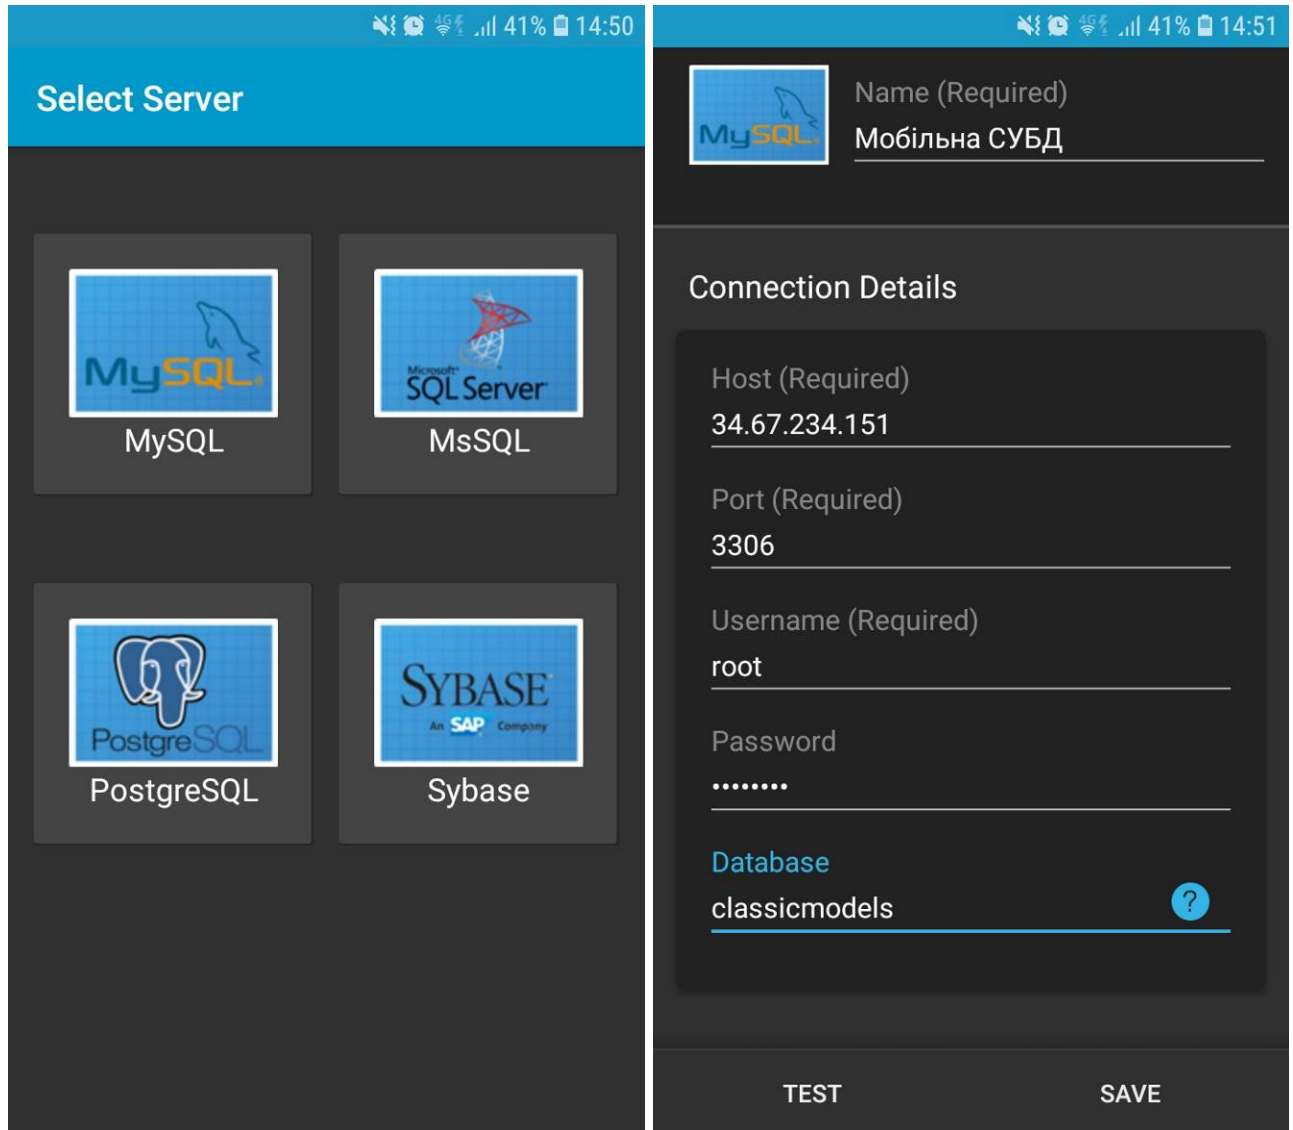 41% 14:50
Select Server
MySQL
MySQL
Microsoft
SQL Server
MsSQL
PostgreSQL
PostgreSQL
SYBASE
An SAP Company
Sybase
4G 41% 14:51
MySQL
Name (Required)
Мобільна СУБД
Connection Details
Host (Required)
34.67.234.151
Port (Required)
3306
Username (Required)
root
Password
••••••••
Database
classicmodels
?
TEST SAVE